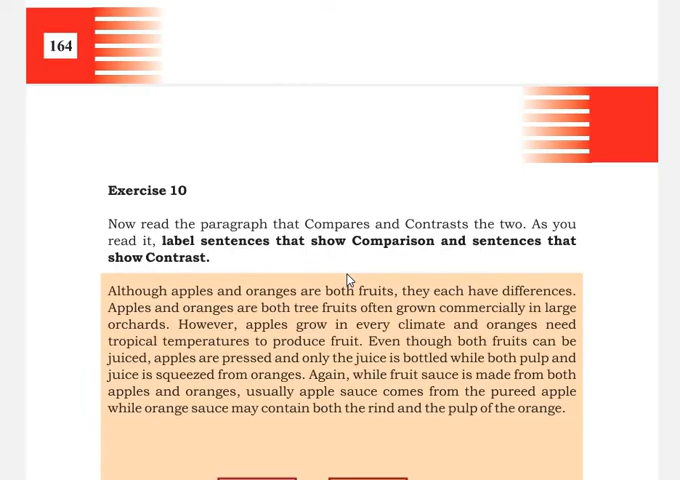 164
Exercise 10
Now read the paragraph that Compares and Contrasts the two. As you
read it, label sentences that show Comparison and sentences that
show Contrast.
Although apples and oranges are both fruits, they each have differences.
Apples and oranges are both tree fruits often grown commercially in large
orchards. However, apples grow in every climate and oranges need
tropical temperatures to produce fruit. Even though both fruits can be
juiced, apples are pressed and only the juice is bottled while both pulp and
juice is squeezed from oranges. Again, while fruit sauce is made from both
apples and oranges, usually apple sauce comes from the pureed apple
while orange sauce may contain both the rind and the pulp of the orange.